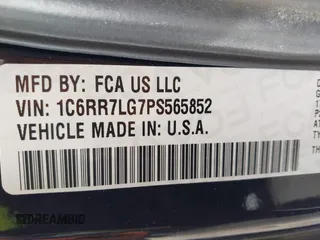 MFD BY: FCA US LLC
VIN: 1C6RR7LG7PS565852
VEHICLE MADE IN: U.S.A.